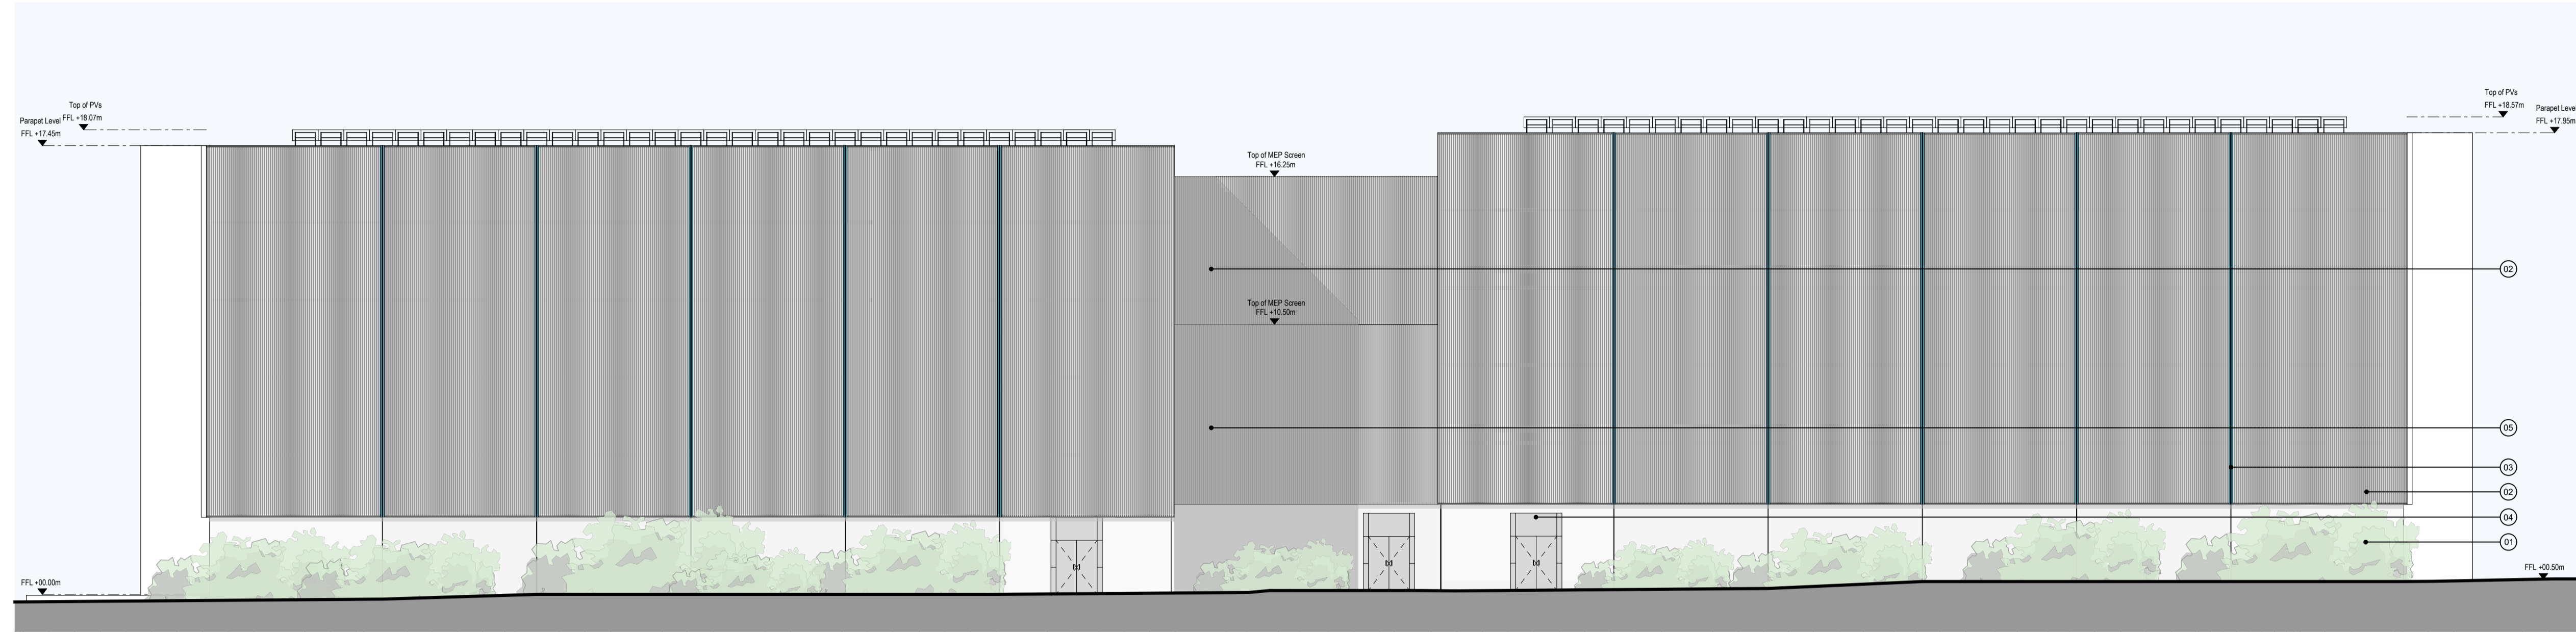 Top of PVs
FFL +18.07m
Parapet Level
FFL +17.45m
Top of MEP Screen
FFL +16.25m
Top of MEP Screen
FFL +10.50m
Top of PVs
FFL +18.57m
Parapet Level
FFL +17.95m
02
05
03
02
04
01
FFL +00.00m
FFL +00.50m